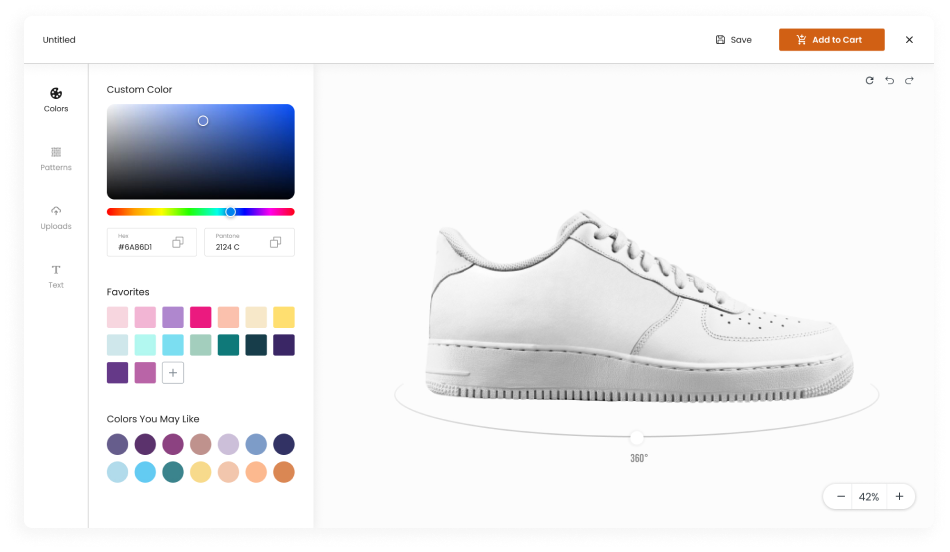 Untitled
Save
Add to Cart
Colors
Patterns
Uploads
Text
Custom Color
Hex
#6A86D1
Pantone
2124 C
Favorites
Colors You May Like
360°
42%